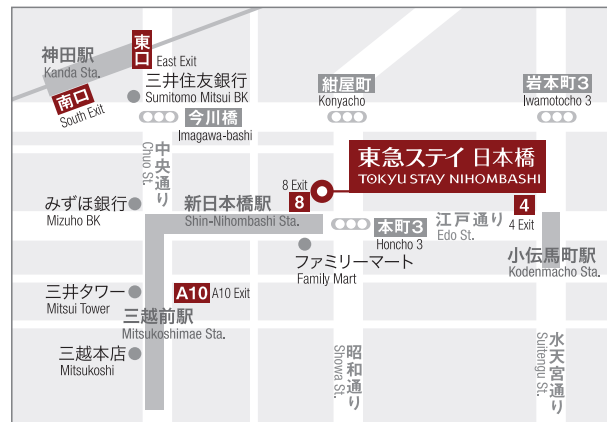 神田駅
Kanda Sta.
東口
East Exit
南口
South Exit
三井住友銀行
Sumitomo Mitsui BK
今川橋
Imagawa-bashi
紺屋町
Konyacho
岩本町3
Iwamotocho 3
中央通り
Chuo St.
東急ステイ 日本橋
TOKYU STAY NIHOMBASHI
8 Exit
8
みずほ銀行
Mizuho BK
新日本橋駅
Shin-Nihombashi Sta.
本町3
Honcho 3
江戸通り
Edo St.
4
4 Exit
小伝馬町駅
Kodenmacho Sta.
ファミリーマート
Family Mart
三井タワー
Mitsui Tower
A10
A10 Exit
三越前駅
Mitsukoshimae Sta.
三越本店
Mitsukoshi
昭和通り
Showa St.
水天宮通り
Suitengu St.